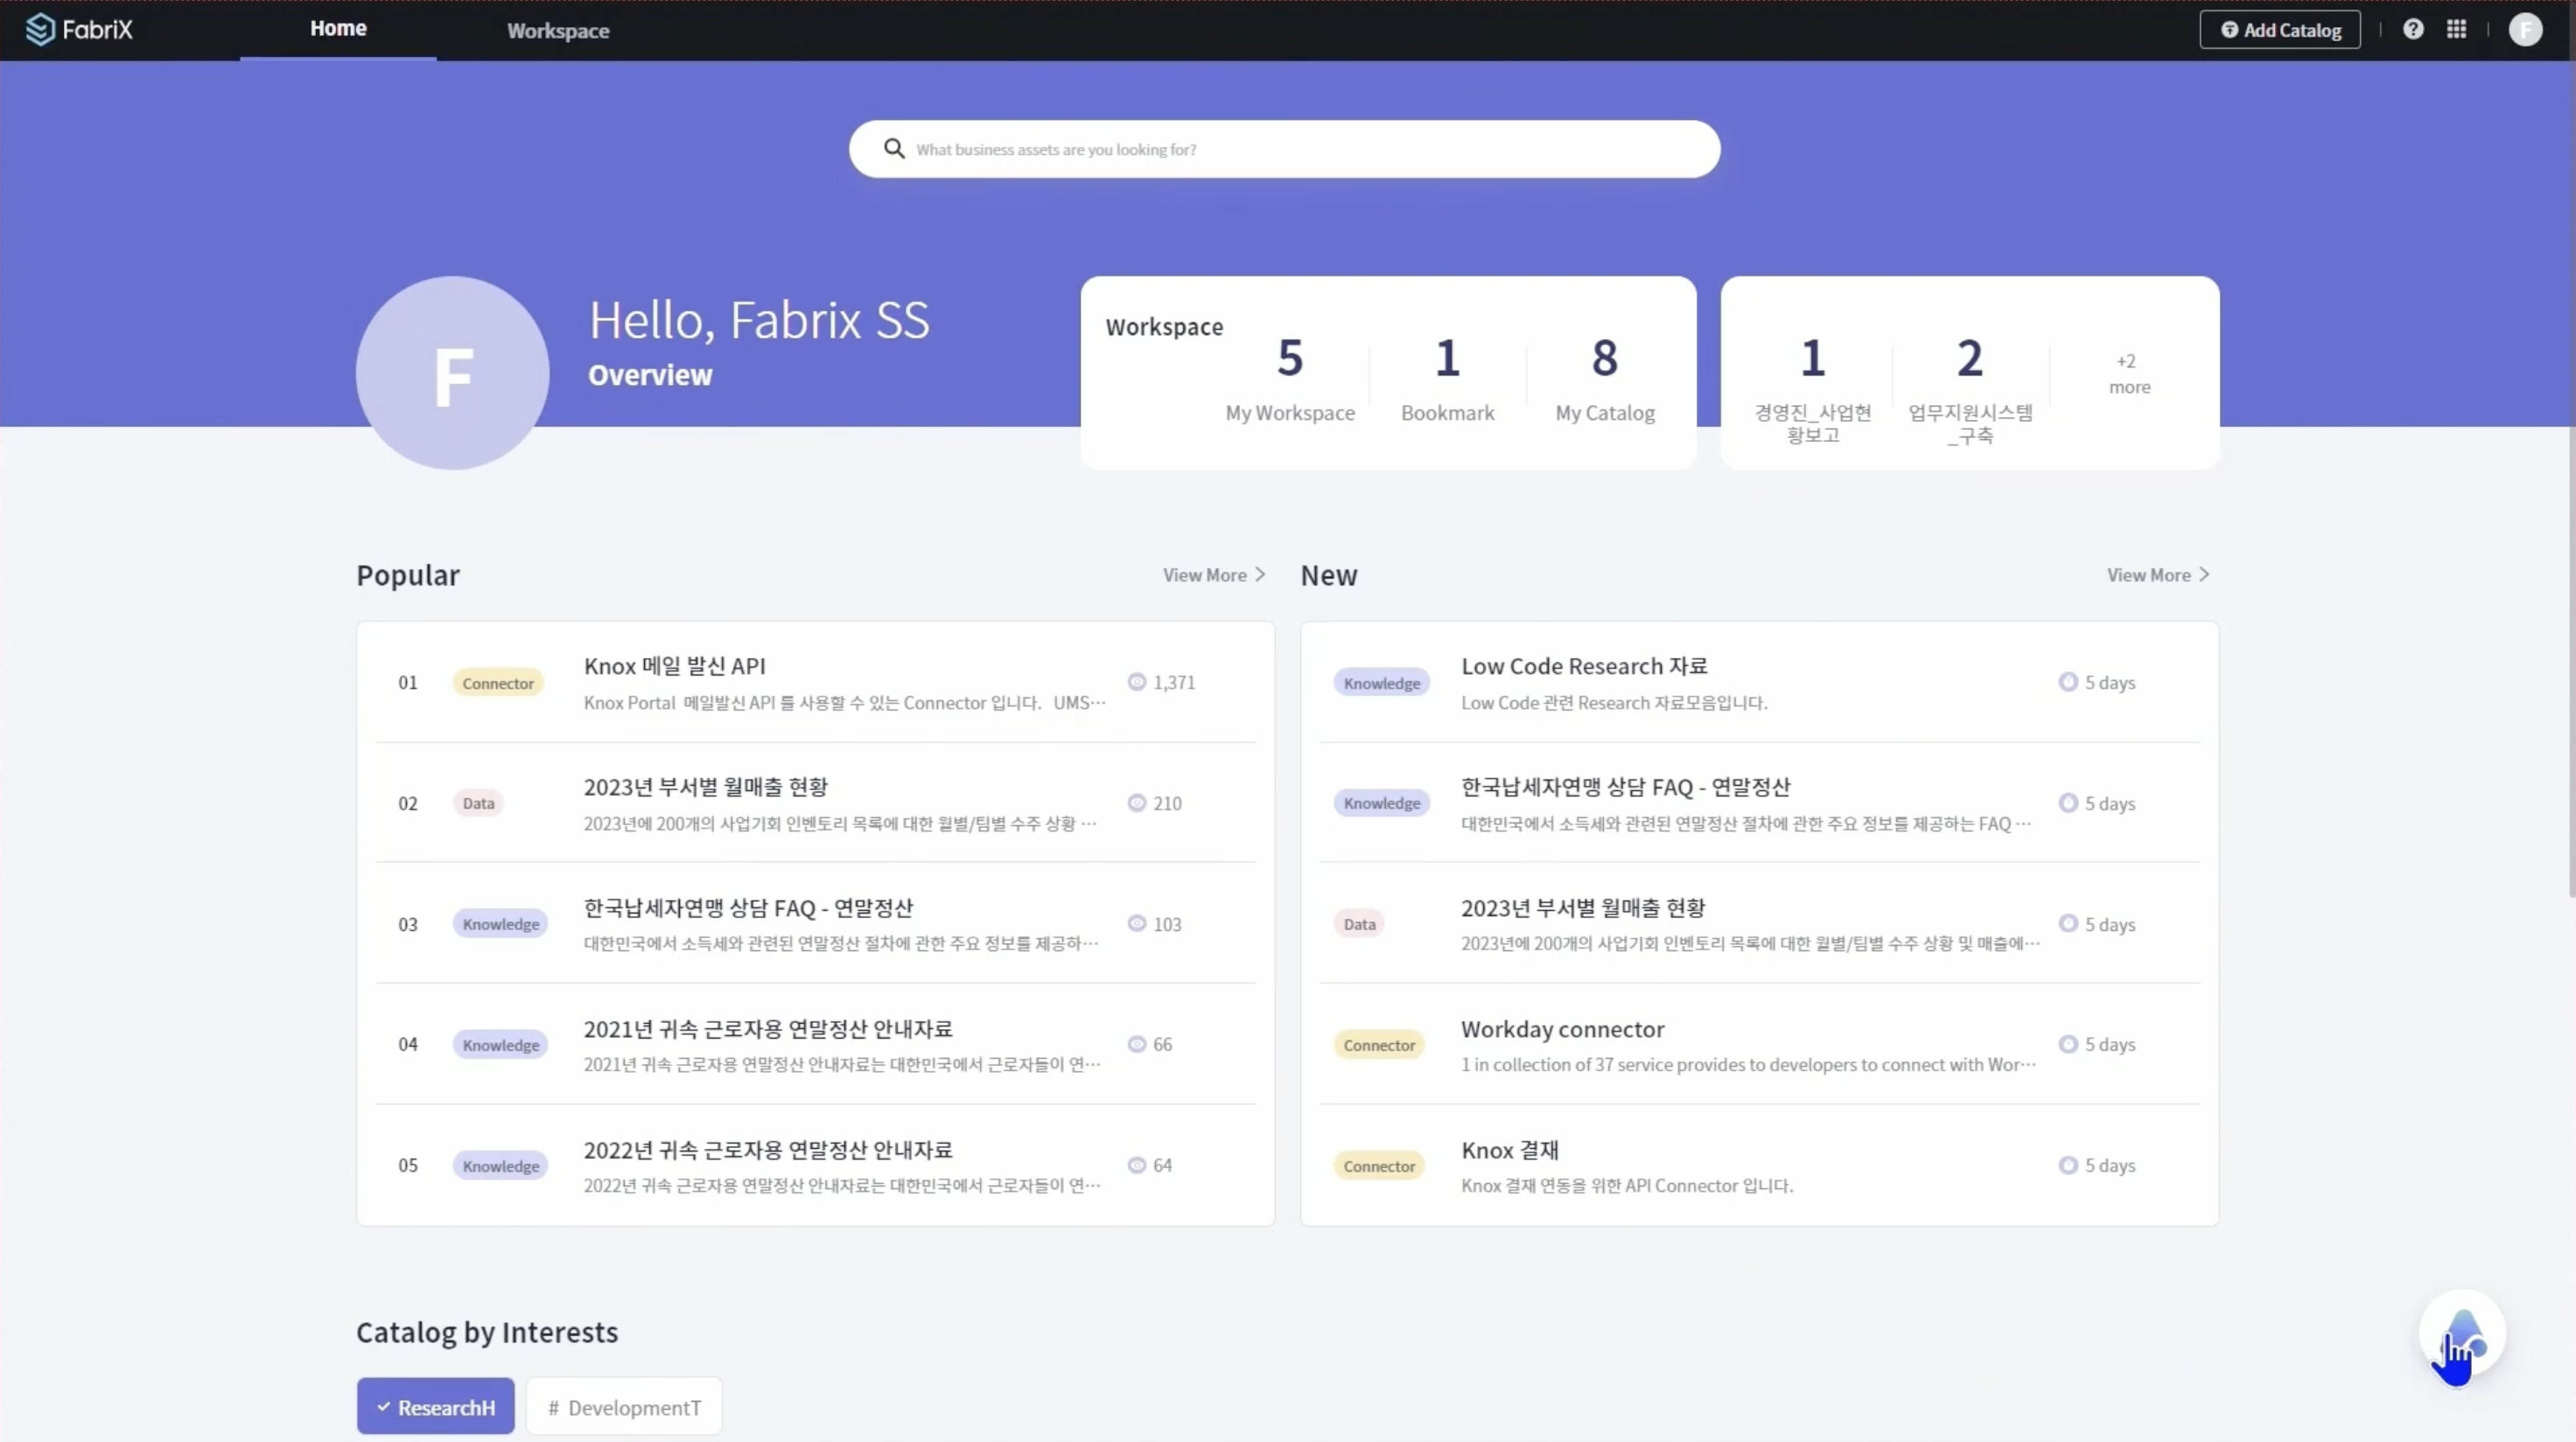 FabriX
Home
Workspace
Add Catalog
F
What business assets are you looking for?
F
Hello, Fabrix SS
Overview
Workspace
5
My Workspace
1
Bookmark
8
My Catalog
1
경영진_사업현
황보고
2
업무지원시스템
_구축
+2
more
Popular
View More
01
Connector
Knox 메일 발신 API
Knox Portal 메일발신 API 를 사용할 수 있는 Connector 입니다. UMS···
1,371
02
Data
2023년 부서별 월매출 현황
2023년에 200개의 사업기회 인벤토리 목록에 대한 월별/팀별 수주 상황 ···
210
03
Knowledge
한국납세자연맹 상담 FAQ - 연말정산
대한민국에서 소득세와 관련된 연말정산 절차에 관한 주요 정보를 제공하···
103
04
Knowledge
2021년 귀속 근로자용 연말정산 안내자료
2021년 귀속 근로자용 연말정산 안내자료는 대한민국에서 근로자들이 연···
66
05
Knowledge
2022년 귀속 근로자용 연말정산 안내자료
2022년 귀속 근로자용 연말정산 안내자료는 대한민국에서 근로자들이 연···
64
New
View More
Knowledge
Low Code Research 자료
Low Code 관련 Research 자료모음입니다.
5 days
Knowledge
한국납세자연맹 상담 FAQ - 연말정산
대한민국에서 소득세와 관련된 연말정산 절차에 관한 주요 정보를 제공하는 FAQ ···
5 days
Data
2023년 부서별 월매출 현황
2023년에 200개의 사업기회 인벤토리 목록에 대한 월별/팀별 수주 상황 및 매출에···
5 days
Connector
Workday connector
1 in collection of 37 service provides to developers to connect with Wor···
5 days
Connector
Knox 결재
Knox 결재 연동을 위한 API Connector 입니다.
5 days
Catalog by Interests
ResearchH
# DevelopmentT